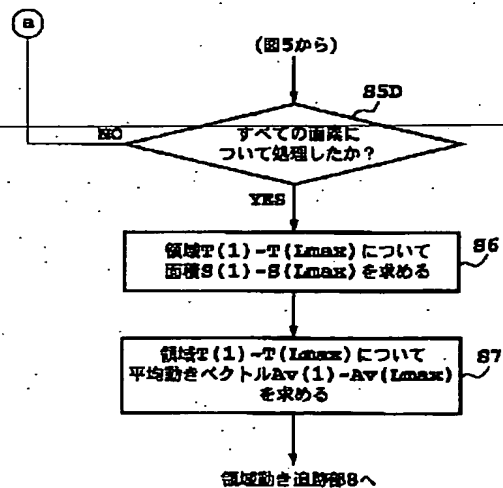 a
(図5から)
S5D
すべての画素に
ついて処理したか？
NO
YES
領域T(1)-T(Lmax)について
面積S(1)-S(Lmax)を求める
S6
領域T(1)-T(Lmax)について
平均動きベクトルAv(1)-Av(Lmax)
を求める
S7
領域動き追跡部8へ